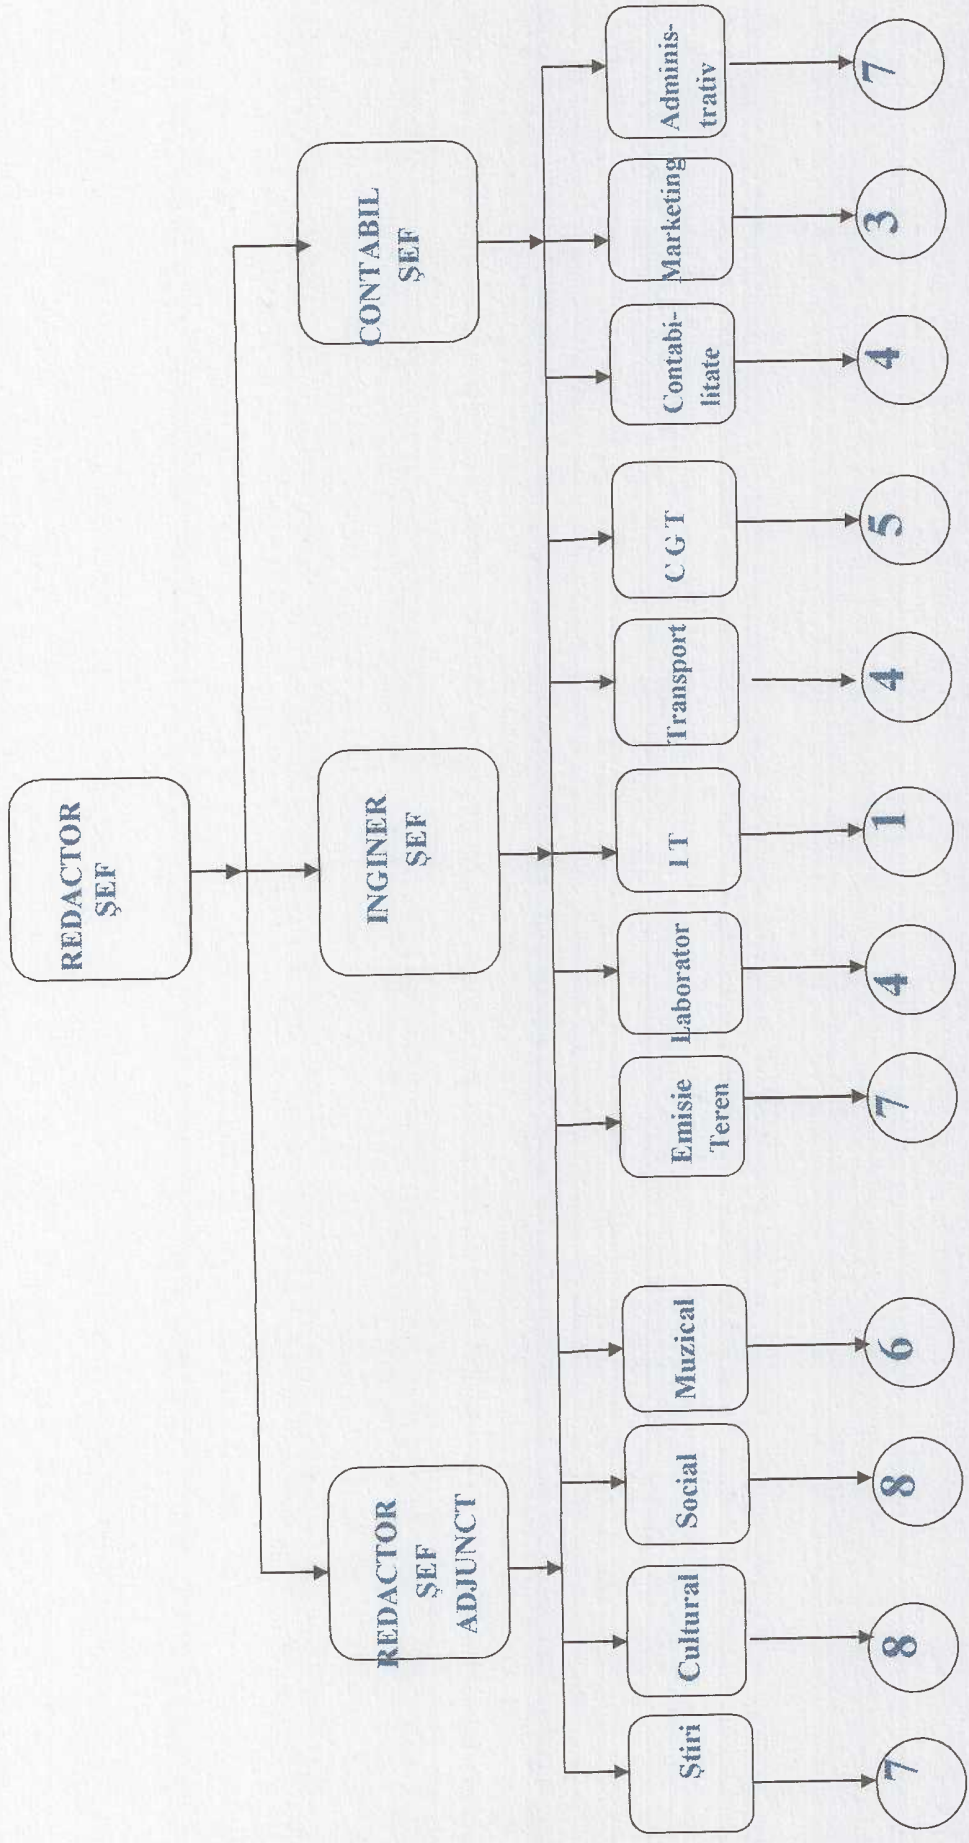 REDACTOR
ŞEF
REDACTOR
ŞEF
ADJUNCT
INGINER
ŞEF
CONTABIL
ŞEF
Ştiri
Cultural
Social
Muzical
Emisie
Teren
Laborator
I T
Transport
C G T
Contabi-
litate
Marketing
Adminis-
trativ
7
8
8
6
7
4
1
4
5
4
3
7